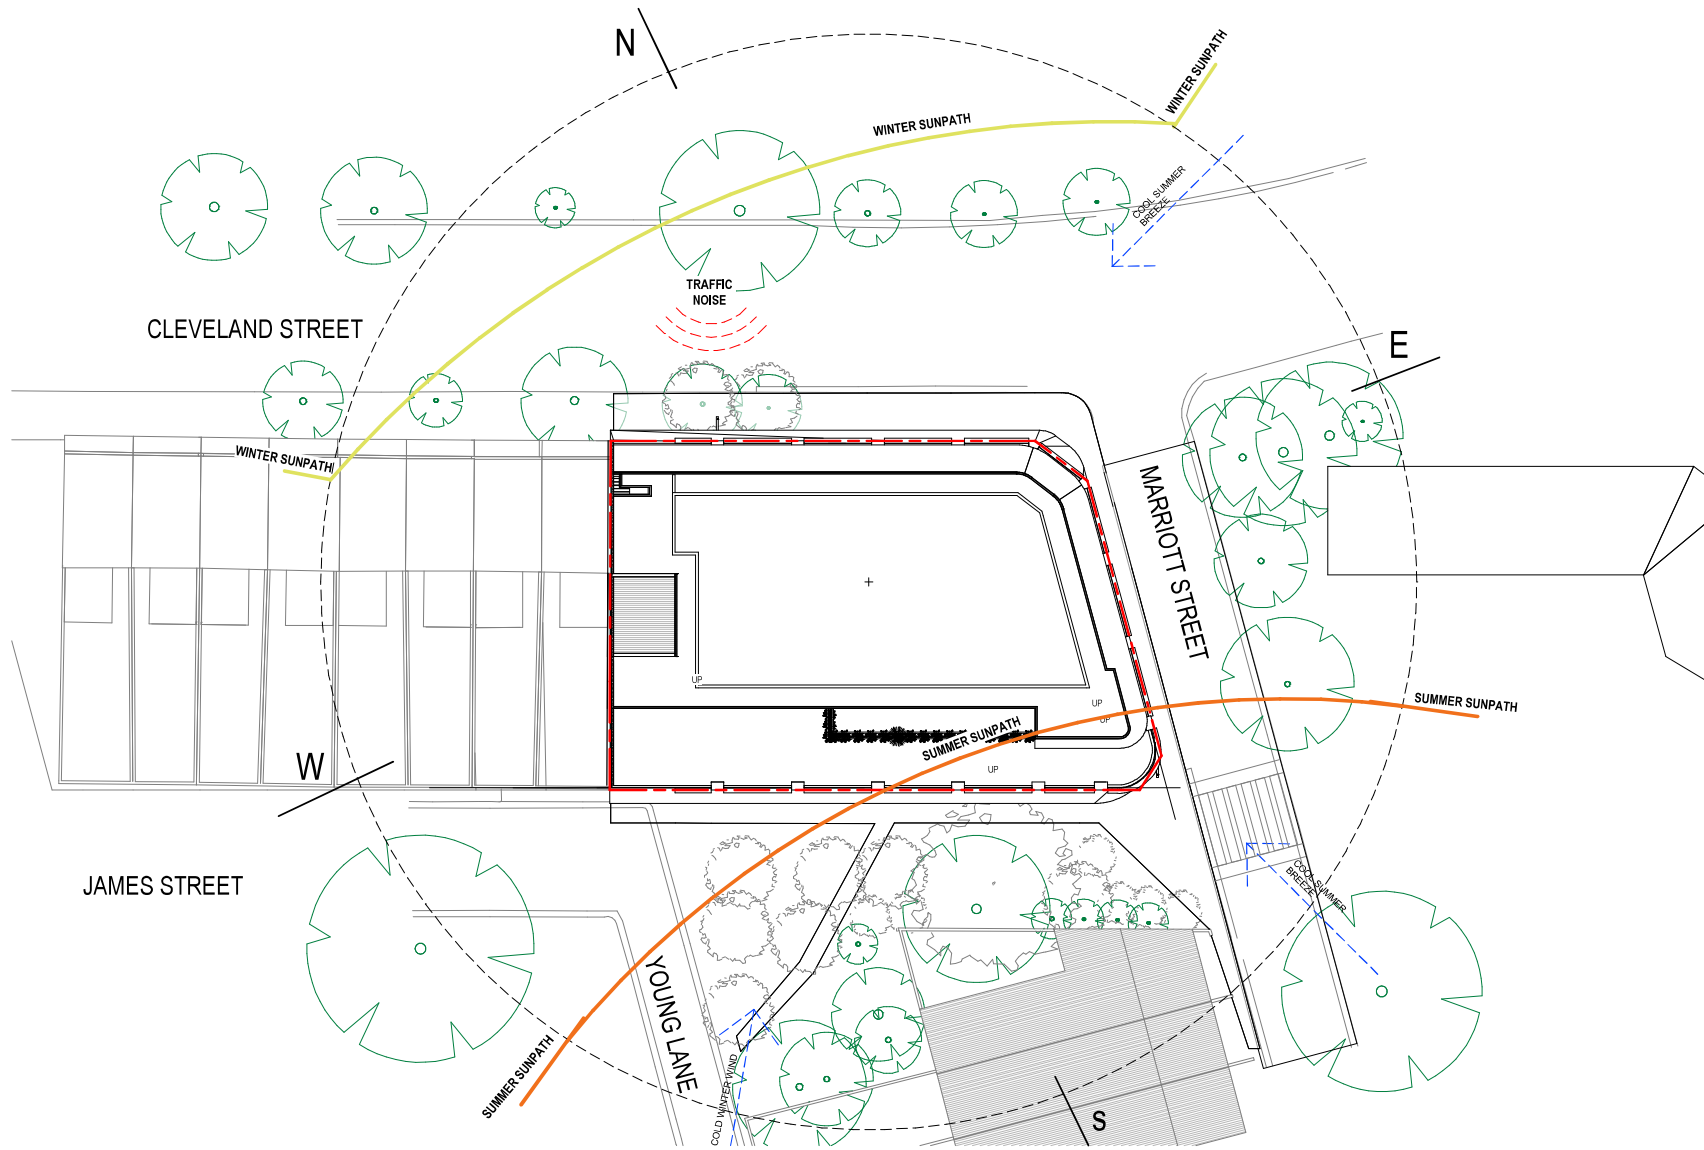 N
WINTER SUNPATH
WINTER SUNPATH
COOL SUMMER
BREEZE
TRAFFIC
NOISE
CLEVELAND STREET
E
WINTER SUNPATH
MARRIOTT STREET
UP
UP
UP
SUMMER SUNPATH
SUMMER SUNPATH
UP
W
JAMES STREET
COOL SUMMER
BREEZE
YOUNG LANE
SUMMER SUNPATH
COLD WINTER WIND
S